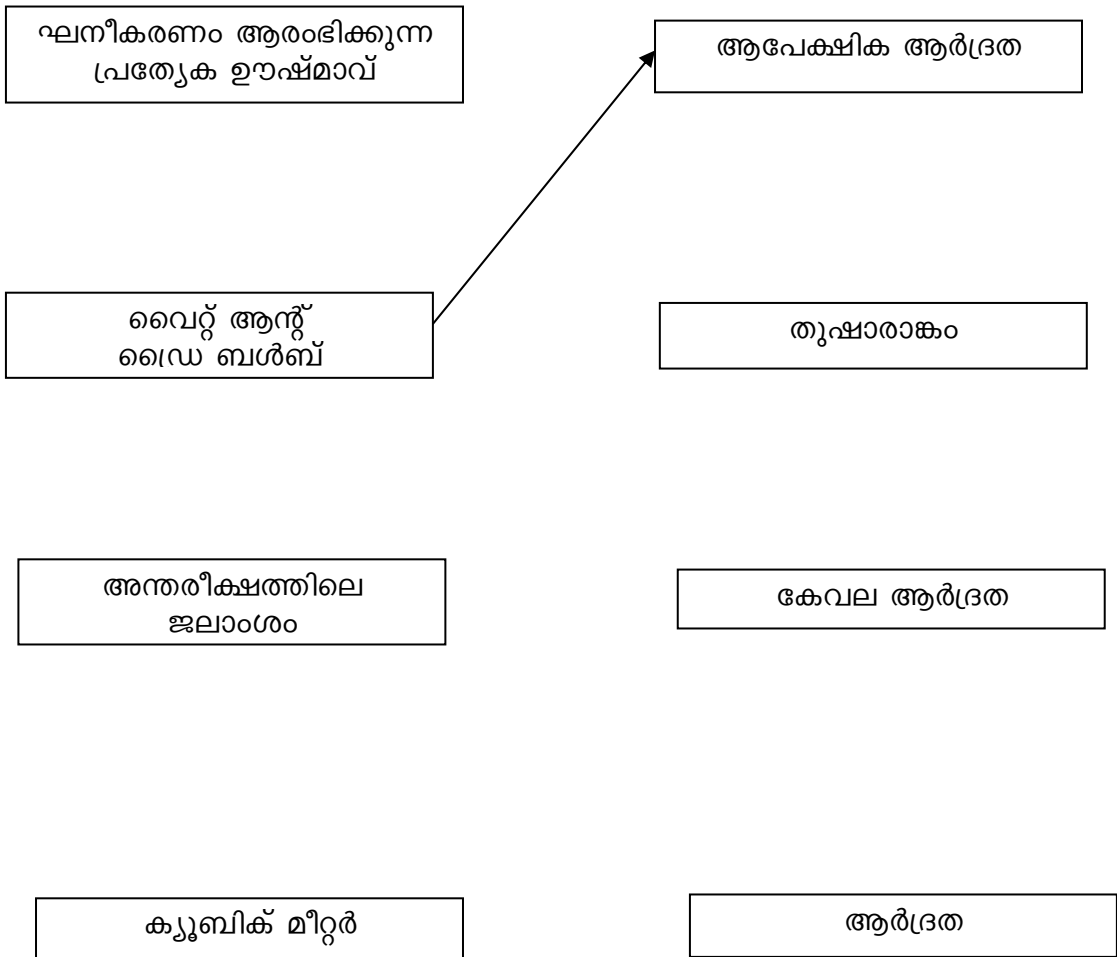 ഘനീകരണം ആരംഭിക്കുന്ന
പ്രത്യേക ഊഷ്മാവ്
ആപേക്ഷിക ആർദ്രത
വൈറ്റ് ആന്റ്
ഡ്രൈ ബൾബ്
തുഷാരാങ്കം
അന്തരീക്ഷത്തിലെ
ജലാംശം
കേവല ആർദ്രത
ക്യൂബിക് മീറ്റർ
ആർദ്രത